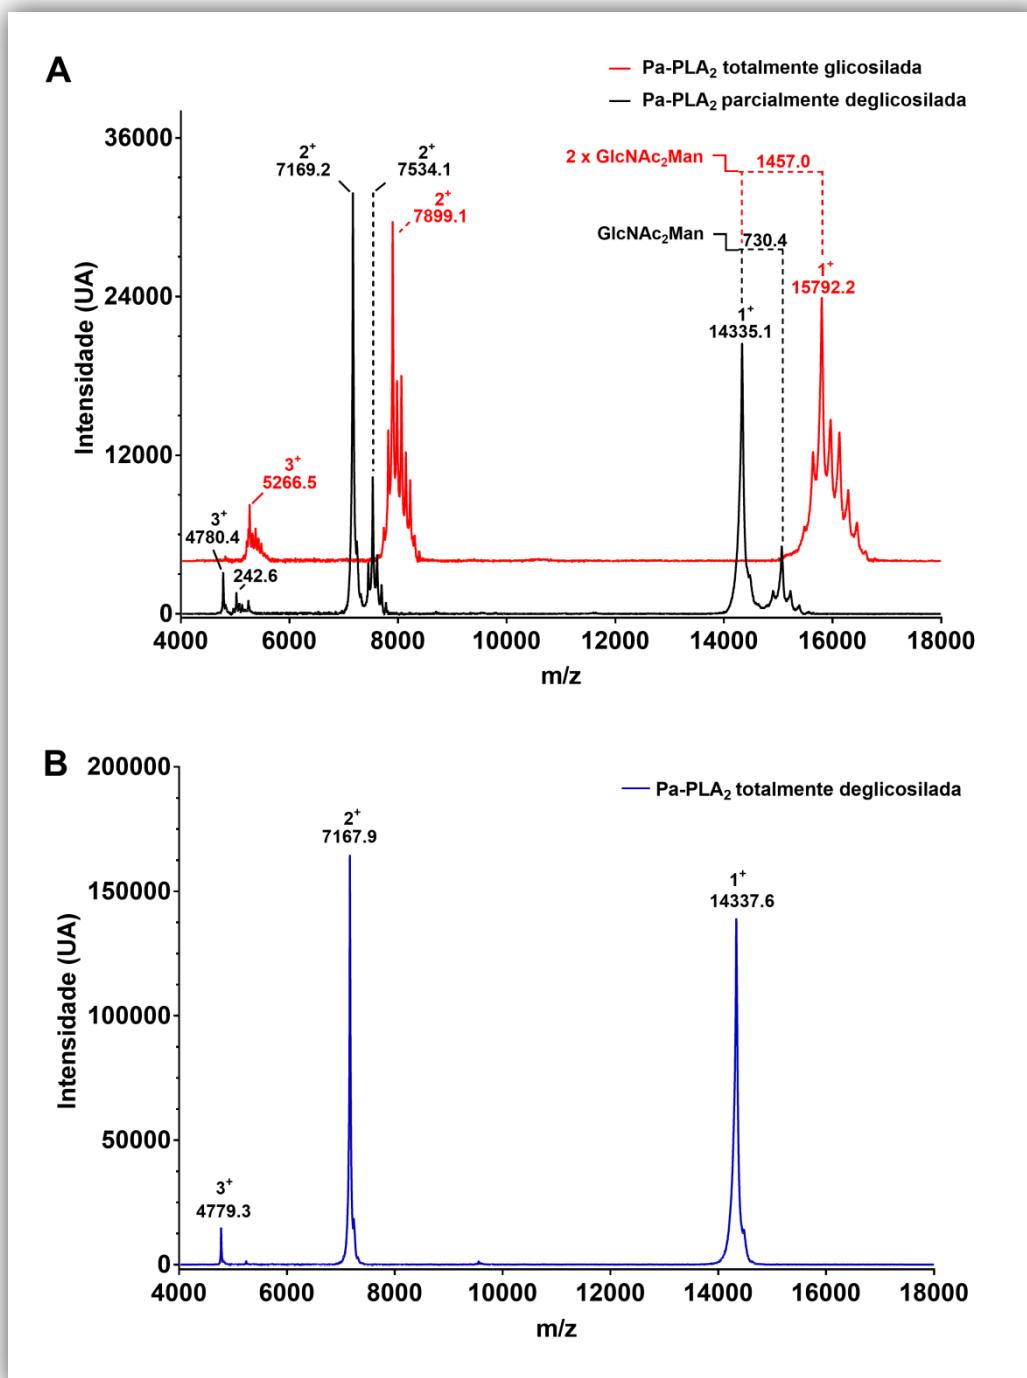 A
Pa-PLA₂ totalmente glicosilada
Pa-PLA₂ parcialmente deglicosilada
36000
24000
12000
0
Intensidade (UA)
2⁺
7169.2
2⁺
7534.1
2⁺
7899.1
2 x GlcNAc₂Man
1457.0
GlcNAc₂Man
730.4
1⁺
15792.2
1⁺
14335.1
3⁺
5266.5
3⁺
4780.4
242.6
4000 6000 8000 10000 12000 14000 16000 18000
m/z
B
Pa-PLA₂ totalmente deglicosilada
200000
150000
100000
50000
0
Intensidade (UA)
2⁺
7167.9
1⁺
14337.6
3⁺
4779.3
4000 6000 8000 10000 12000 14000 16000 18000
m/z